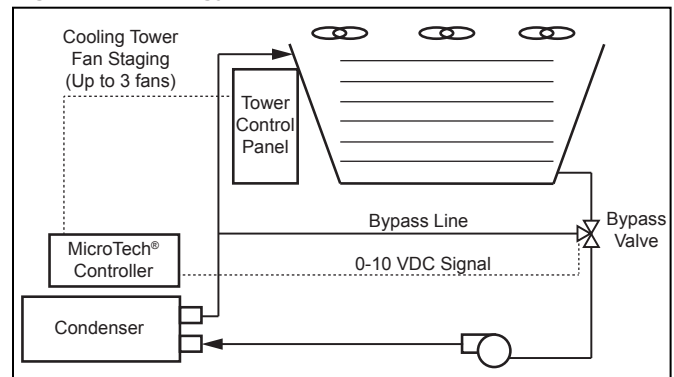 Cooling Tower
Fan Staging
(Up to 3 fans)
Tower
Control
Panel
Bypass Line
Bypass
Valve
MicroTech®
Controller
0-10 VDC Signal
Condenser